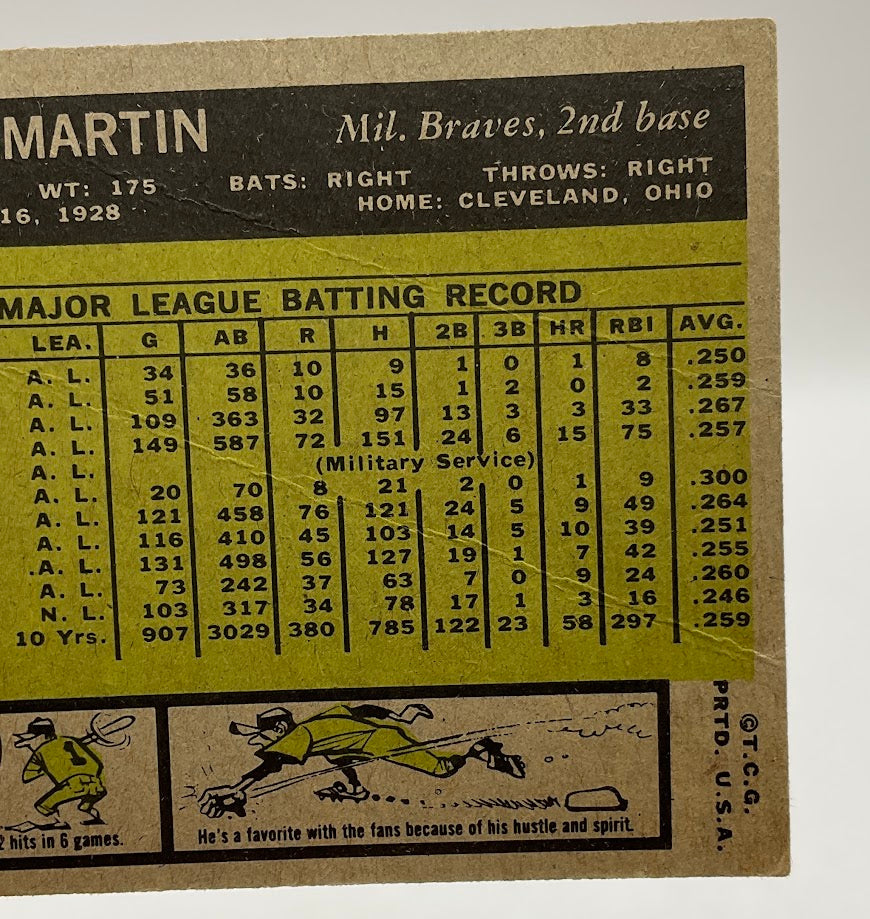 MARTIN Mil. Braves, 2nd base
WT: 175 BATS: RIGHT THROWS: RIGHT
16, 1928 HOME: CLEVELAND, OHIO
MAJOR LEAGUE BATTING RECORD
LEA. G AB R H 2B 3B HR RBI AVG.
A. L. 34 36 10 9 1 0 1 8 .250
A. L. 51 58 10 15 1 2 0 2 .259
A. L. 109 363 32 97 13 3 3 33 .267
A. L. 149 587 72 151 24 6 15 75 .257
A. L. (Military Service)
A. L. 20 70 8 21 2 0 1 9 .300
A. L. 121 458 76 121 24 5 9 49 .264
A. L. 116 410 45 103 14 5 10 39 .251
.A. L. 131 498 56 127 19 1 7 42 .255
A. L. 73 242 37 63 7 0 9 24 .260
N. L. 103 317 34 78 17 1 3 16 .246
10 Yrs. 907 3029 380 785 122 23 58 297 .259
1
2 hits in 6 games.
He's a favorite with the fans because of his hustle and spirit.
©T.C.G.
PRTD. U.S.A.